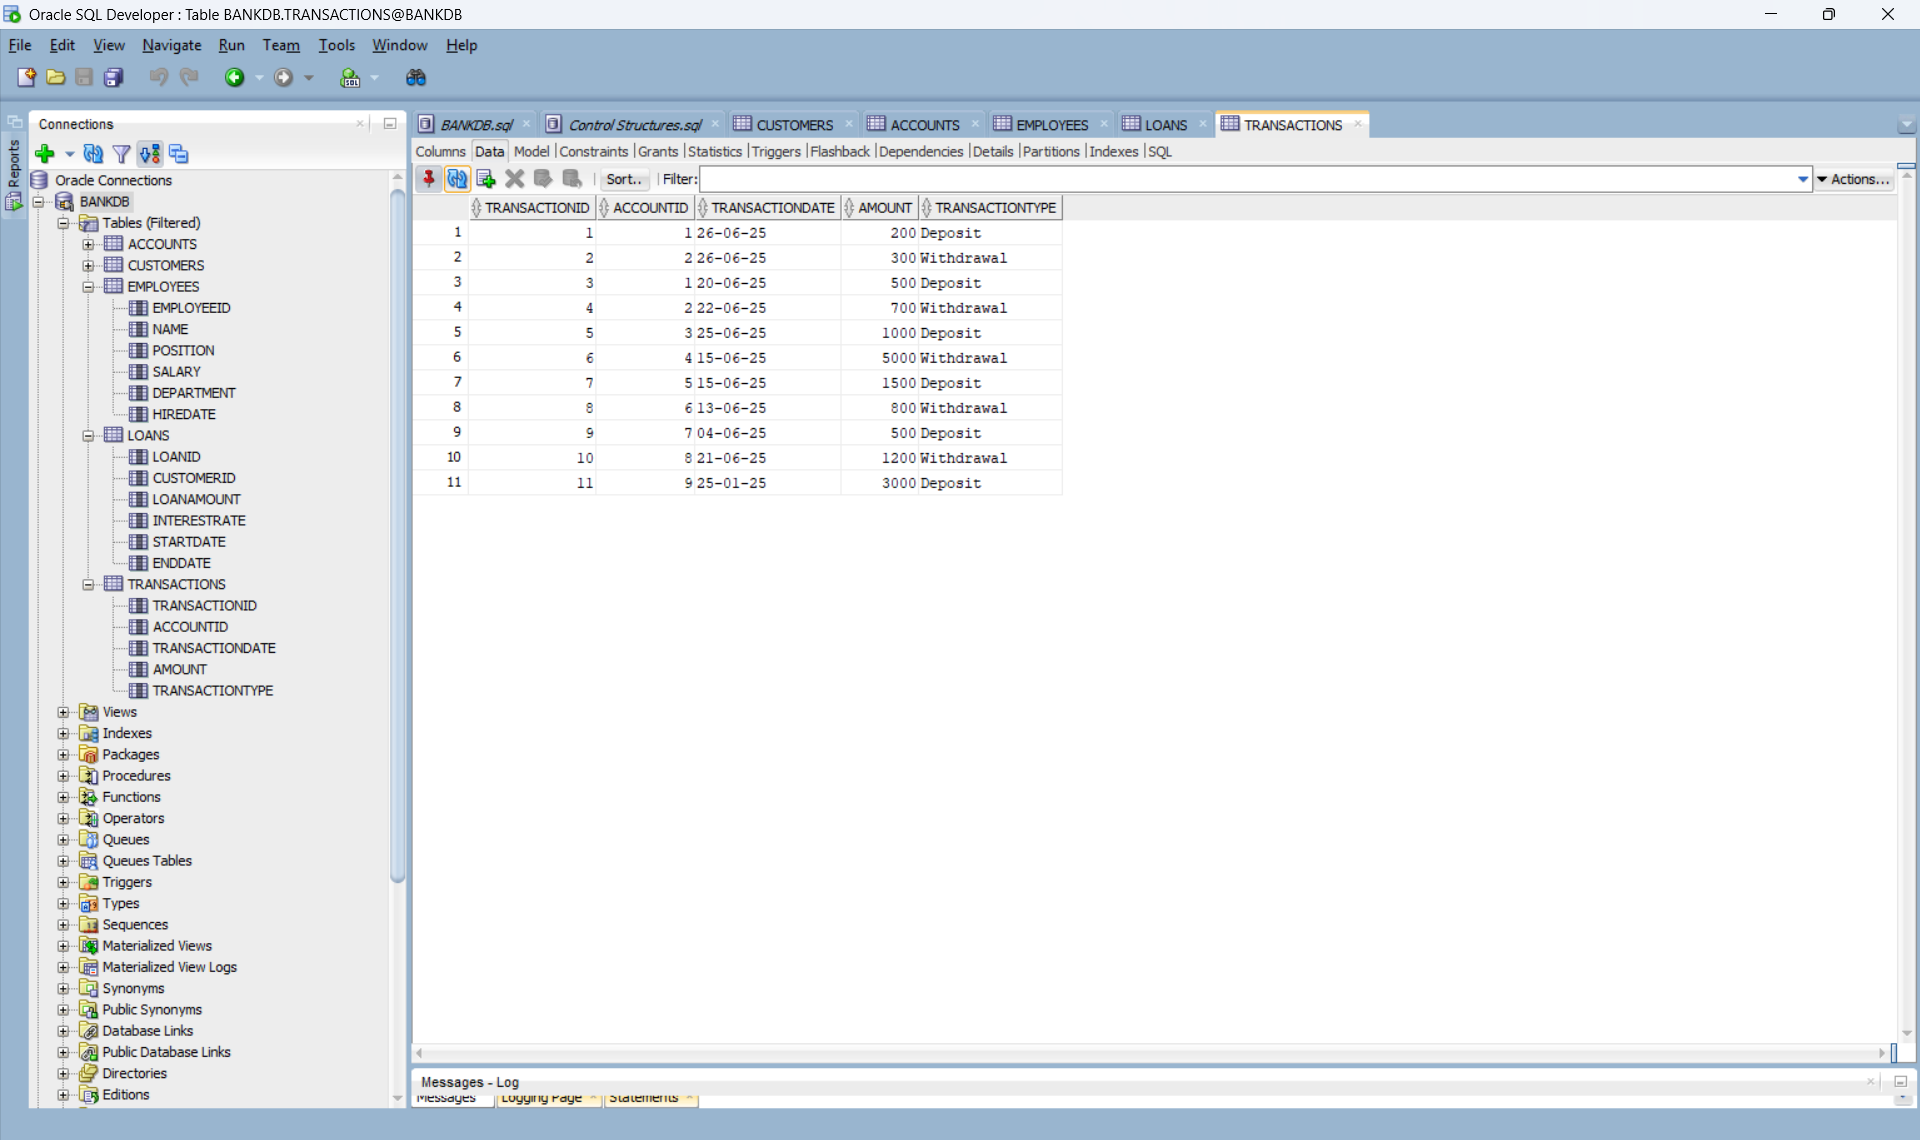 Oracle SQL Developer : Table BANKDB.TRANSACTIONS@BANKDB
File Edit View Navigate Run Team Tools Window Help
Reports
Connections
Oracle Connections
BANKDB
Tables (Filtered)
ACCOUNTS
CUSTOMERS
EMPLOYEES
EMPLOYEEID
NAME
POSITION
SALARY
DEPARTMENT
HIREDATE
LOANS
LOANID
CUSTOMERID
LOANAMOUNT
INTERESTRATE
STARTDATE
ENDDATE
TRANSACTIONS
TRANSACTIONID
ACCOUNTID
TRANSACTIONDATE
AMOUNT
TRANSACTIONTYPE
Views
Indexes
Packages
Procedures
Functions
Operators
Queues
Queues Tables
Triggers
Types
Sequences
Materialized Views
Materialized View Logs
Synonyms
Public Synonyms
Database Links
Public Database Links
Directories
Editions
BANKDB.sql Control Structures.sql CUSTOMERS ACCOUNTS EMPLOYEES LOANS TRANSACTIONS
Columns Data Model Constraints Grants Statistics Triggers Flashback Dependencies Details Partitions Indexes SQL
Sort.. Filter: Actions...
TRANSACTIONID ACCOUNTID TRANSACTIONDATE AMOUNT TRANSACTIONTYPE
1 1 1 26-06-25 200 Deposit
2 2 2 26-06-25 300 Withdrawal
3 3 1 20-06-25 500 Deposit
4 4 2 22-06-25 700 Withdrawal
5 5 3 25-06-25 1000 Deposit
6 6 4 15-06-25 5000 Withdrawal
7 7 5 15-06-25 1500 Deposit
8 8 6 13-06-25 800 Withdrawal
9 9 7 04-06-25 500 Deposit
10 10 8 21-06-25 1200 Withdrawal
11 11 9 25-01-25 3000 Deposit
Messages - Log
Messages Logging Page Statements